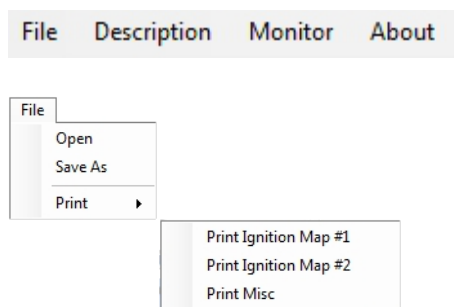 File Description Monitor About
File
Open
Save As
Print
Print Ignition Map #1
Print Ignition Map #2
Print Misc